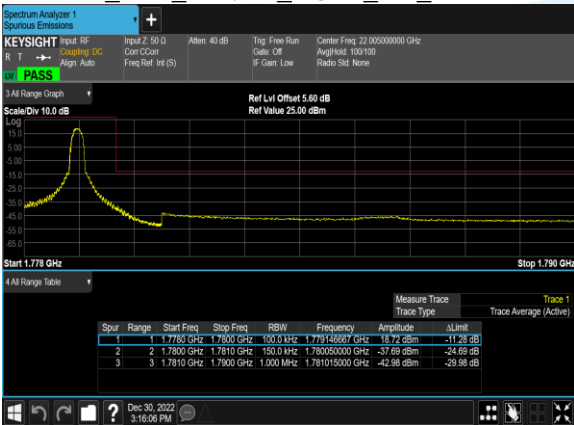 Spectrum Analyzer 1
Spurious Emissions
+
KEYSIGHT Input: RF Input Z: 50 Ω Atten: 40 dB Trig: Free Run Center Freq: 22.005000000 GHz
R T Coupling: DC Corr CCorr Gate: Off Avg|Hold: 100/100
Align: Auto Freq Ref: Int (S) IF Gain: Low Radio Std: None
PASS
3 All Range Graph
Ref Lvl Offset 5.60 dB
Scale/Div 10.0 dB Ref Value 25.00 dBm
Log
15.0
5.00
-5.00
-15.0
-25.0
-35.0
-45.0
-55.0
-65.0
Start 1.778 GHz Stop 1.790 GHz
4 All Range Table
Measure Trace Trace 1
Trace Type Trace Average (Active)
Spur Range Start Freq Stop Freq RBW Frequency Amplitude ΔLimit
1 1 1.7780 GHz 1.7800 GHz 100.0 kHz 1.779146667 GHz 18.72 dBm -11.28 dB
2 2 1.7800 GHz 1.7810 GHz 150.0 kHz 1.780050000 GHz -37.69 dBm -24.69 dB
3 3 1.7810 GHz 1.7900 GHz 1.000 MHz 1.781015000 GHz -42.98 dBm -29.98 dB
? Dec 30, 2022
3:16:06 PM